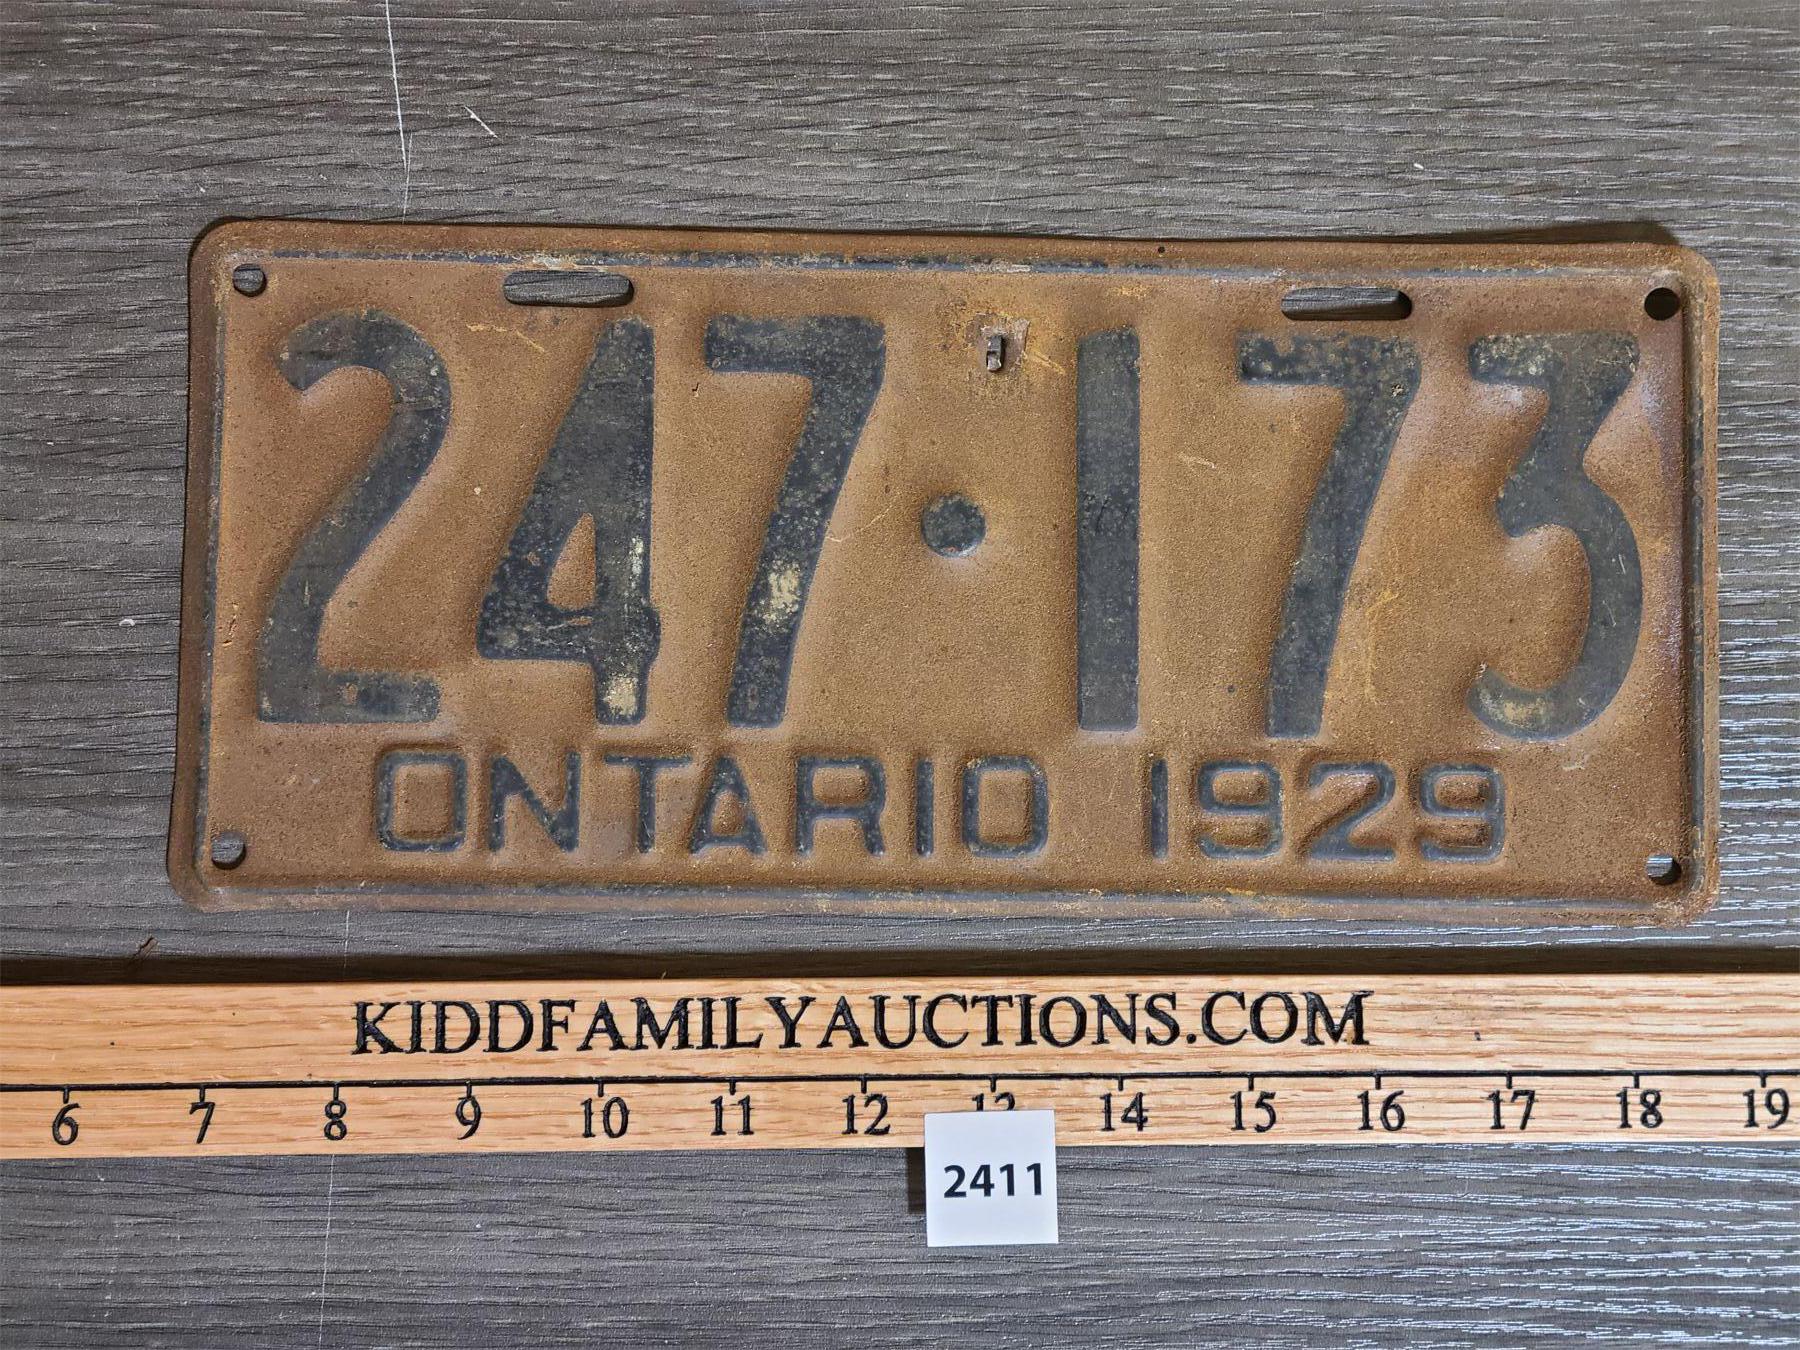 247·173
ONTARIO 1929
KIDDFAMILYAUCTIONS.COM
6 7 8 9 10 11 12 13 14 15 16 17 18 19
2411